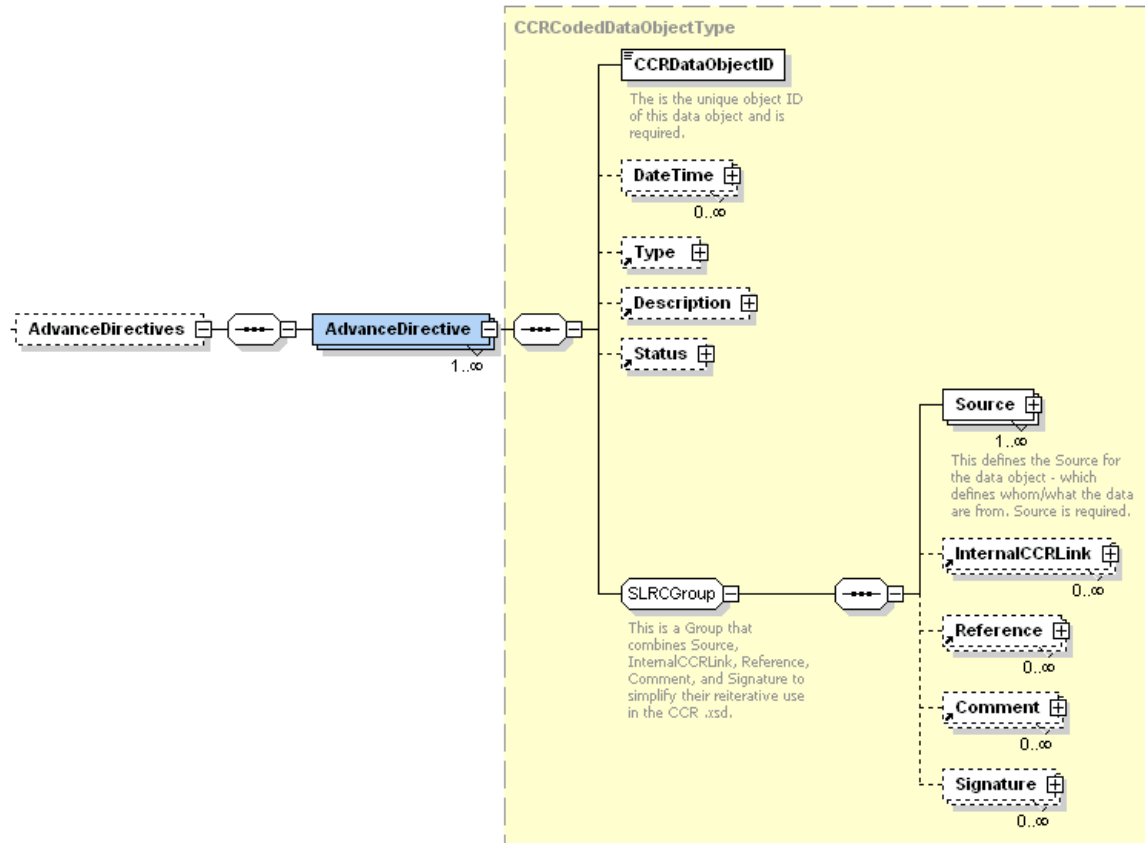 CCRCodedDataObjectType
CCRDataObjectID
The is the unique object ID
of this data object and is
required.
DateTime
0..∞
Type
Description
AdvanceDirectives
AdvanceDirective
1..∞
Status
Source
1..∞
This defines the Source for
the data object - which
defines whom/what the data
are from. Source is required.
InternalCCRLink
0..∞
SLRCGroup
This is a Group that
combines Source,
InternalCCRLink, Reference,
Comment, and Signature to
simplify their reiterative use
in the CCR .xsd.
Reference
0..∞
Comment
0..∞
Signature
0..∞